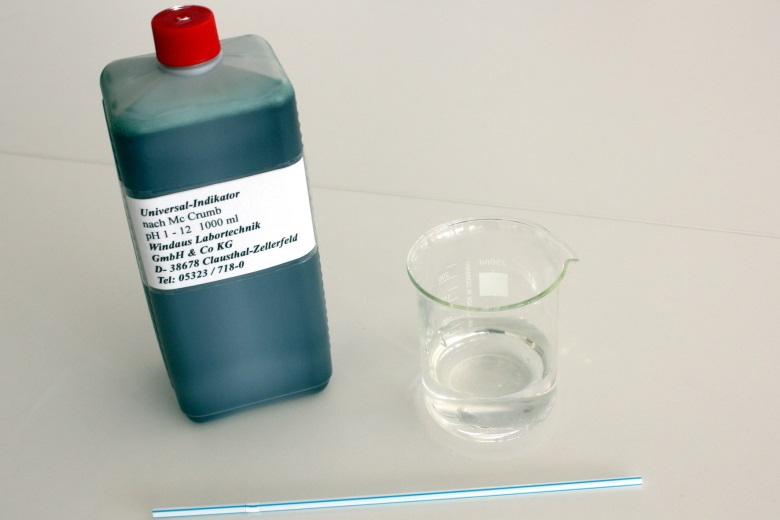 Universal-Indikator
nach Mc Crumb
pH 1 - 12 1000 ml
Windaus Labortechnik
GmbH & Co KG
D- 38678 Clausthal-Zellerfeld
Tel: 05323 / 718-0